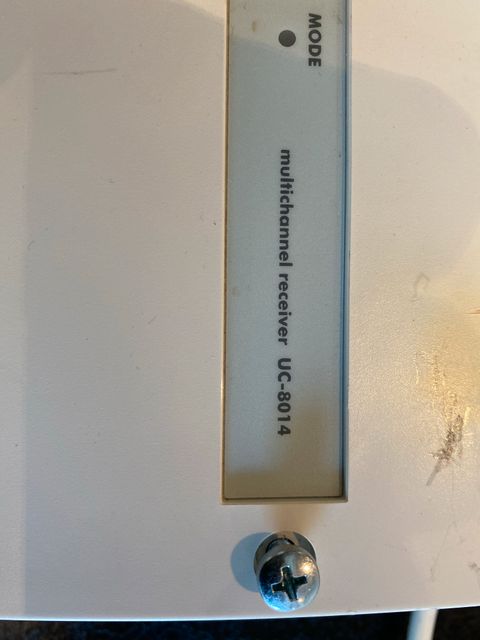 MODE
multichannel receiver UC-8014